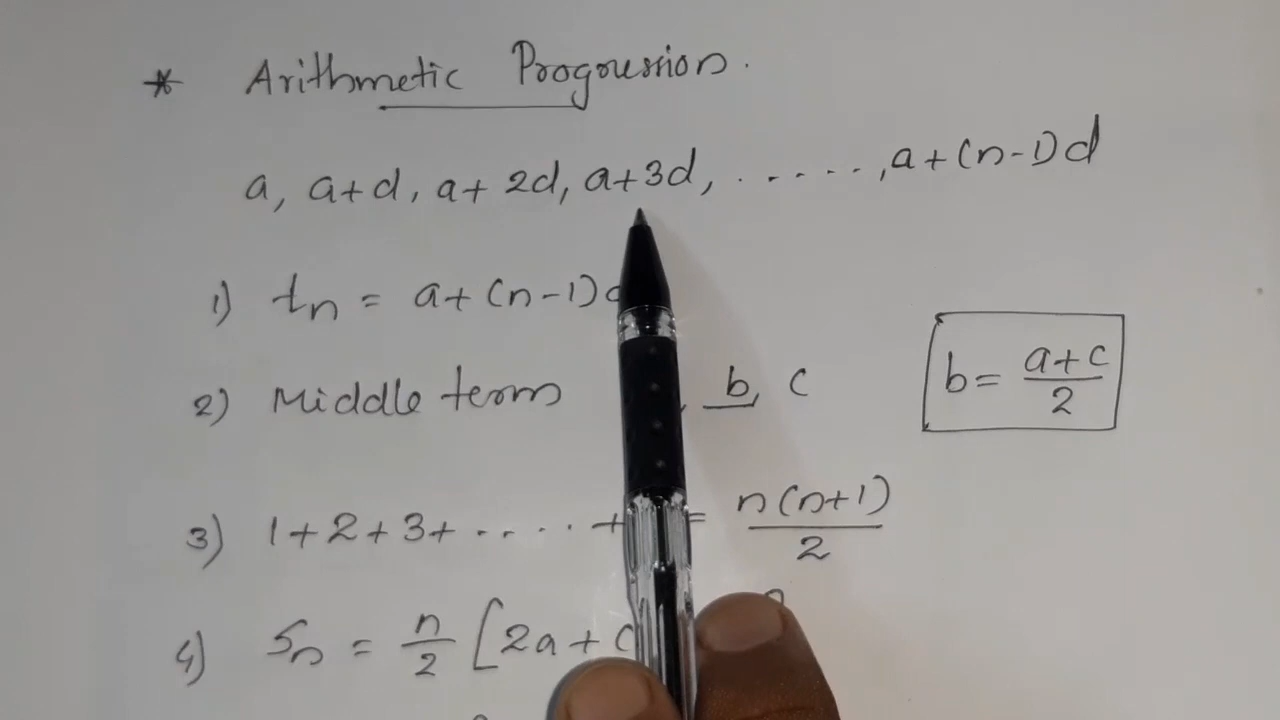 * Arithmetic Progression.
a, a+d, a+ 2d, a+3d, ......, a+(n-1)d
1) tn = a+(n-1)
2) Middle term , b, c
b= a+c/2
3) 1+2+3+ ..... + = n(n+1)/2
4) Sn = n/2 [2a+(